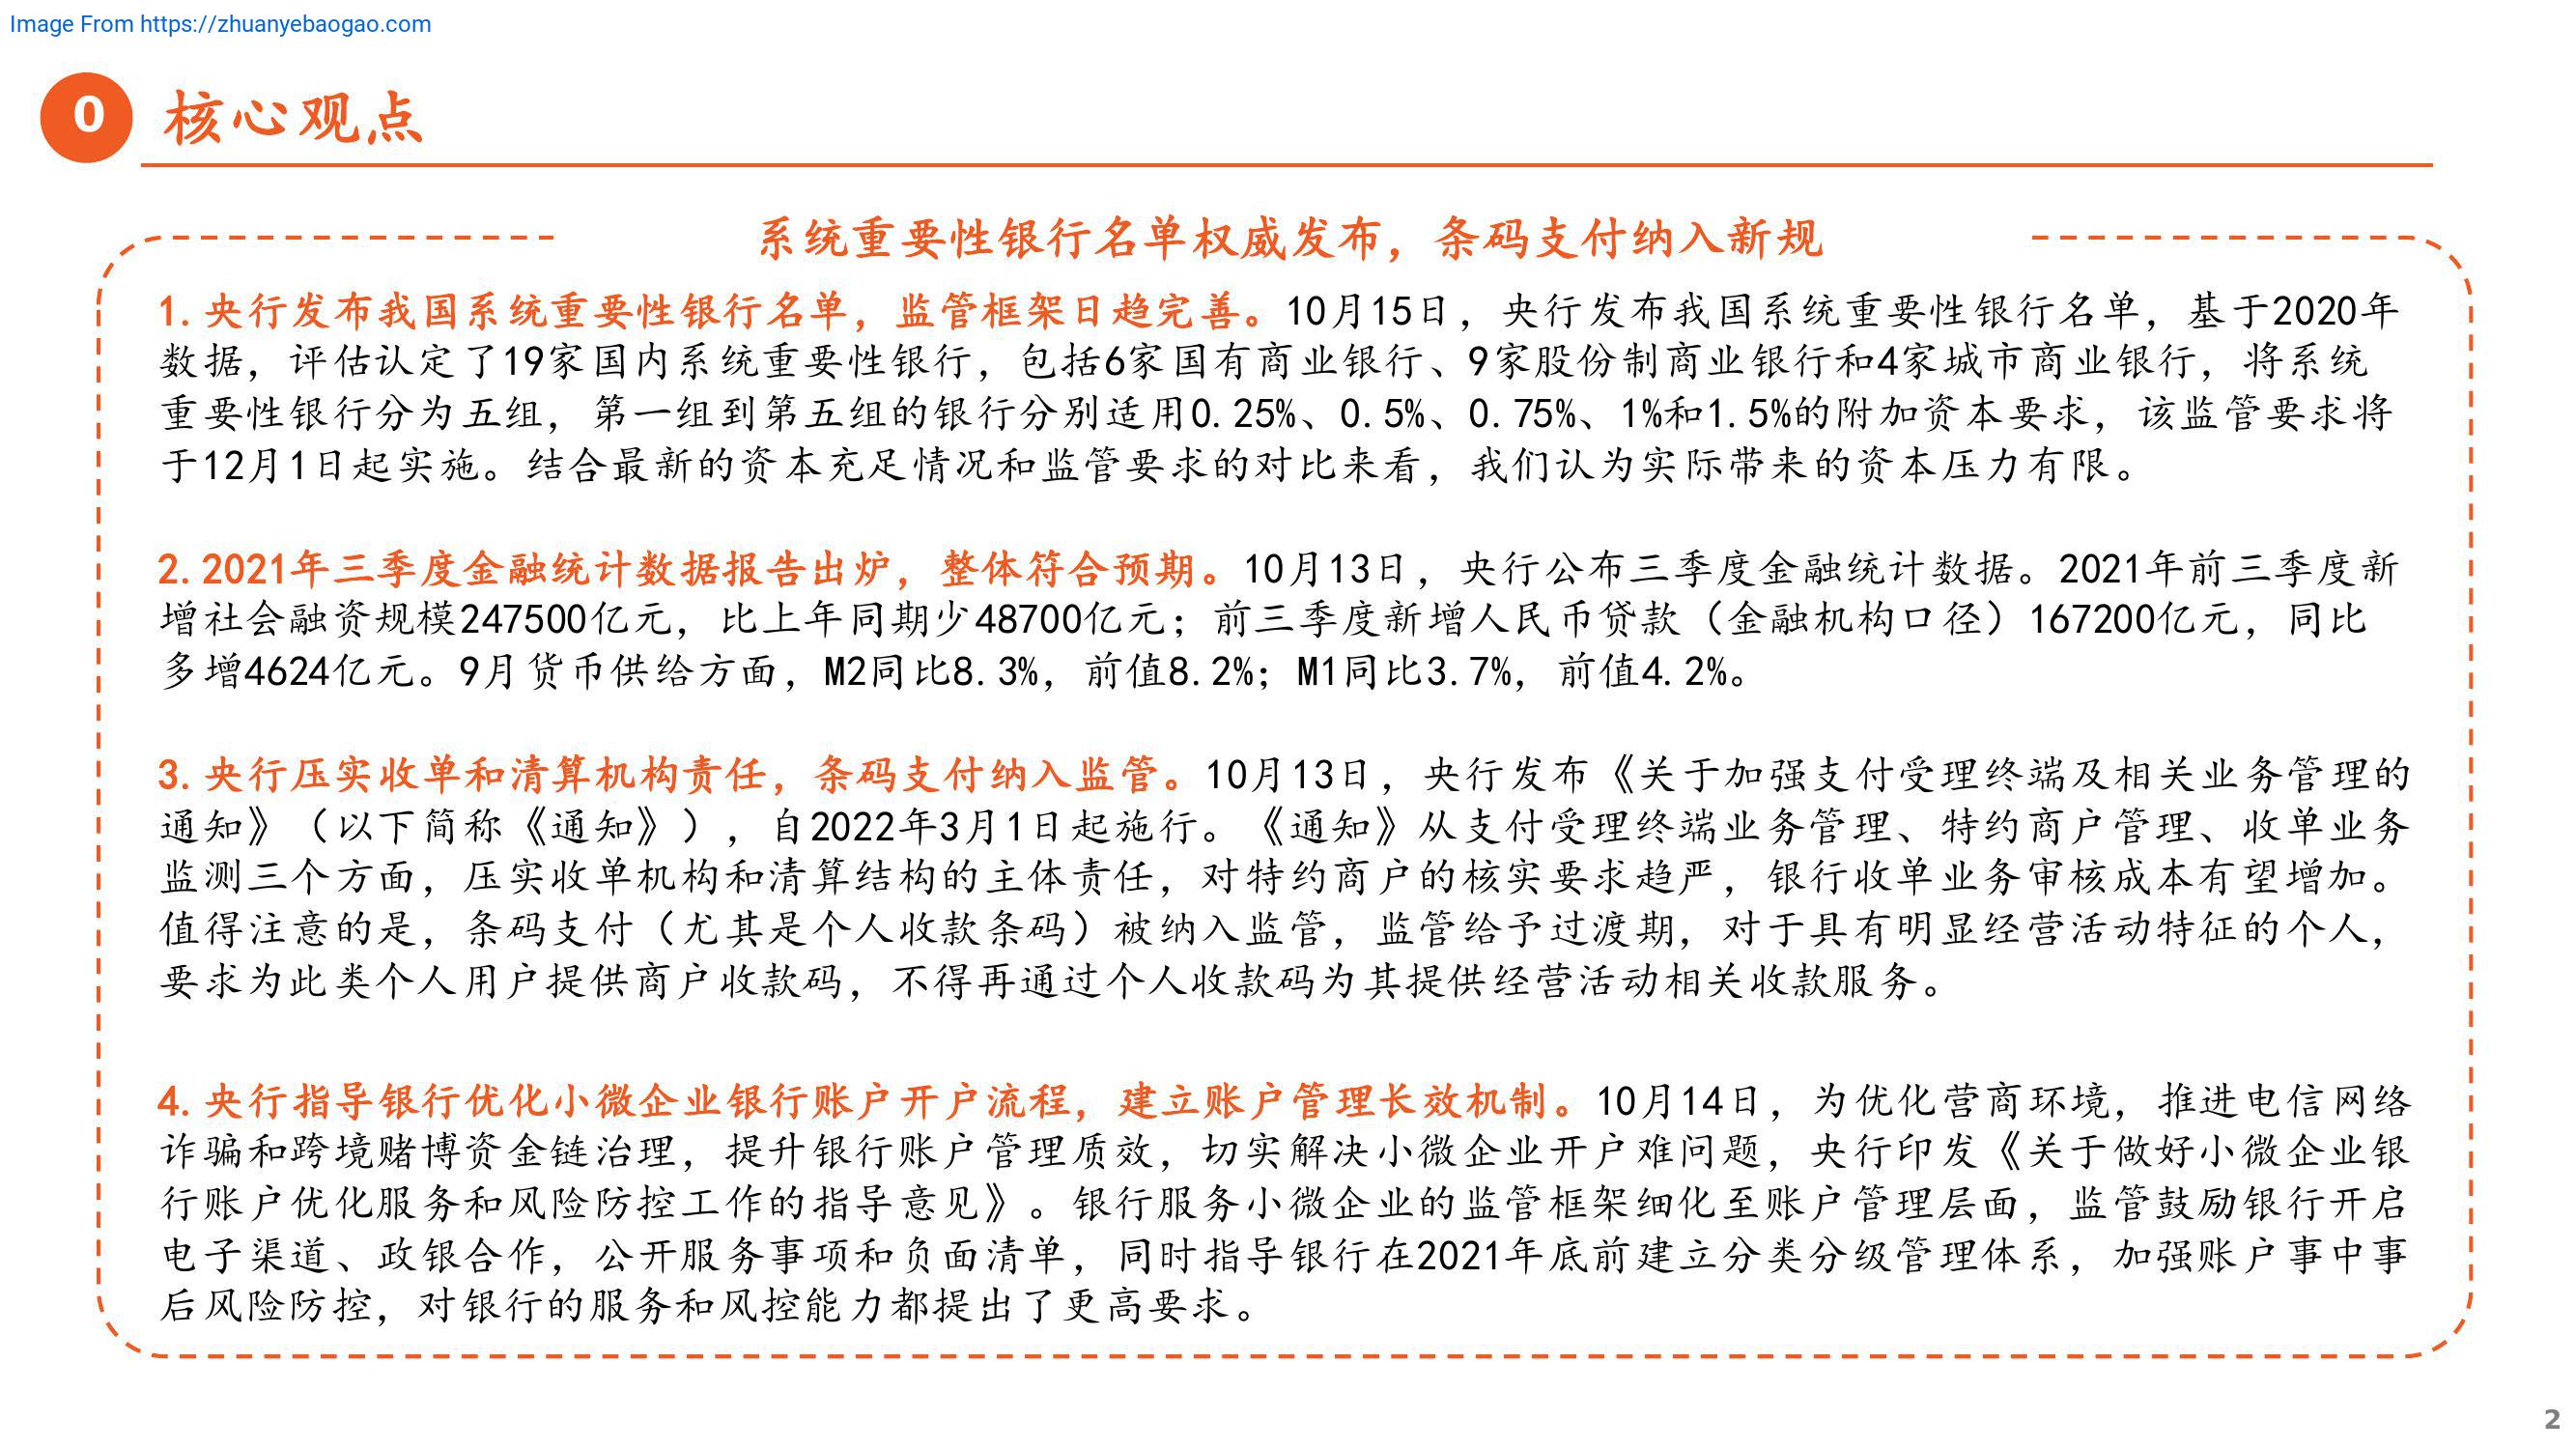 Image From https://zhuanyebaogao.com
0 核心观点
系统重要性银行名单权威发布，条码支付纳入新规
1. 央行发布我国系统重要性银行名单，监管框架日趋完善。10月15日，央行发布我国系统重要性银行名单，基于2020年
数据，评估认定了19家国内系统重要性银行，包括6家国有商业银行、9家股份制商业银行和4家城市商业银行，将系统
重要性银行分为五组，第一组到第五组的银行分别适用0.25%、0.5%、0.75%、1%和1.5%的附加资本要求，该监管要求将
于12月1日起实施。结合最新的资本充足情况和监管要求的对比来看，我们认为实际带来的资本压力有限。
2. 2021年三季度金融统计数据报告出炉，整体符合预期。10月13日，央行公布三季度金融统计数据。2021年前三季度新
增社会融资规模247500亿元，比上年同期少48700亿元；前三季度新增人民币贷款（金融机构口径）167200亿元，同比
多增4624亿元。9月货币供给方面，M2同比8.3%，前值8.2%；M1同比3.7%，前值4.2%。
3. 央行压实收单和清算机构责任，条码支付纳入监管。10月13日，央行发布《关于加强支付受理终端及相关业务管理的
通知》（以下简称《通知》），自2022年3月1日起施行。《通知》从支付受理终端业务管理、特约商户管理、收单业务
监测三个方面，压实收单机构和清算结构的主体责任，对特约商户的核实要求趋严，银行收单业务审核成本有望增加。
值得注意的是，条码支付（尤其是个人收款条码）被纳入监管，监管给予过渡期，对于具有明显经营活动特征的个人，
要求为此类个人用户提供商户收款码，不得再通过个人收款码为其提供经营活动相关收款服务。
4. 央行指导银行优化小微企业银行账户开户流程，建立账户管理长效机制。10月14日，为优化营商环境，推进电信网络
诈骗和跨境赌博资金链治理，提升银行账户管理质效，切实解决小微企业开户难问题，央行印发《关于做好小微企业银
行账户优化服务和风险防控工作的指导意见》。银行服务小微企业的监管框架细化至账户管理层面，监管鼓励银行开启
电子渠道、政银合作，公开服务事项和负面清单，同时指导银行在2021年底前建立分类分级管理体系，加强账户事中事
后风险防控，对银行的服务和风控能力都提出了更高要求。
2